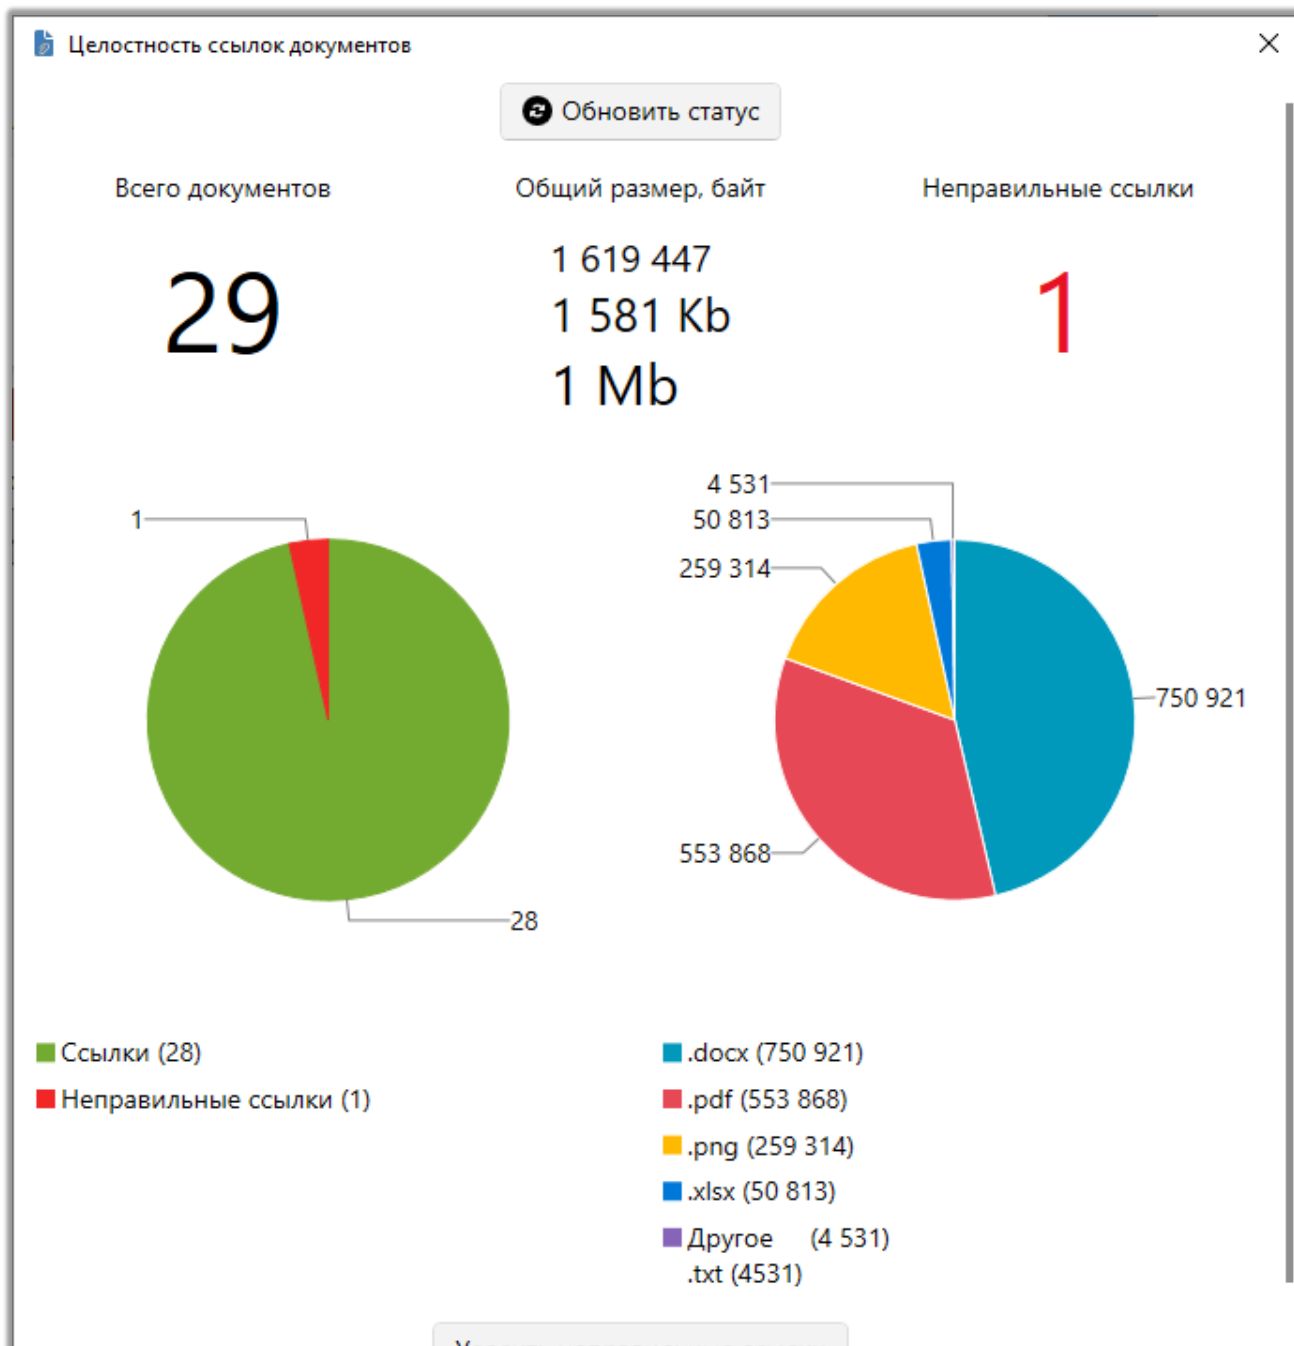 Целостность ссылок документов
Обновить статус
Всего документов
Общий размер, байт
Неправильные ссылки
29
1 619 447
1 581 Kb
1 Mb
1
1
28
4 531
50 813
259 314
750 921
553 868
Ссылки (28)
Неправильные ссылки (1)
.docx (750 921)
.pdf (553 868)
.png (259 314)
.xlsx (50 813)
Другое (4 531)
.txt (4531)